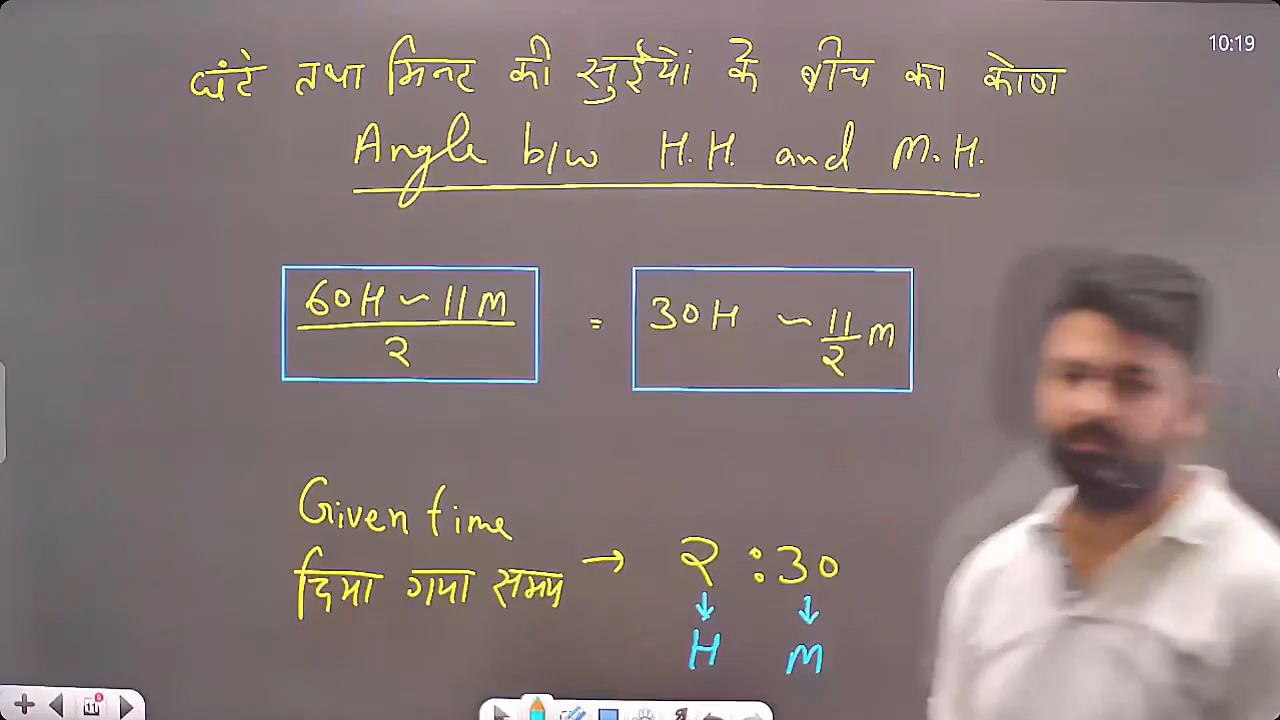 10:19
घंटे तथा मिनट की सुईयों के बीच का कोण
Angle b/w H.H. and M.H.
60H ~ 11M / 2 = 30H ~ 11/2 M
Given time
दिया गया समय → 2 : 30
↓ ↓
H M
11